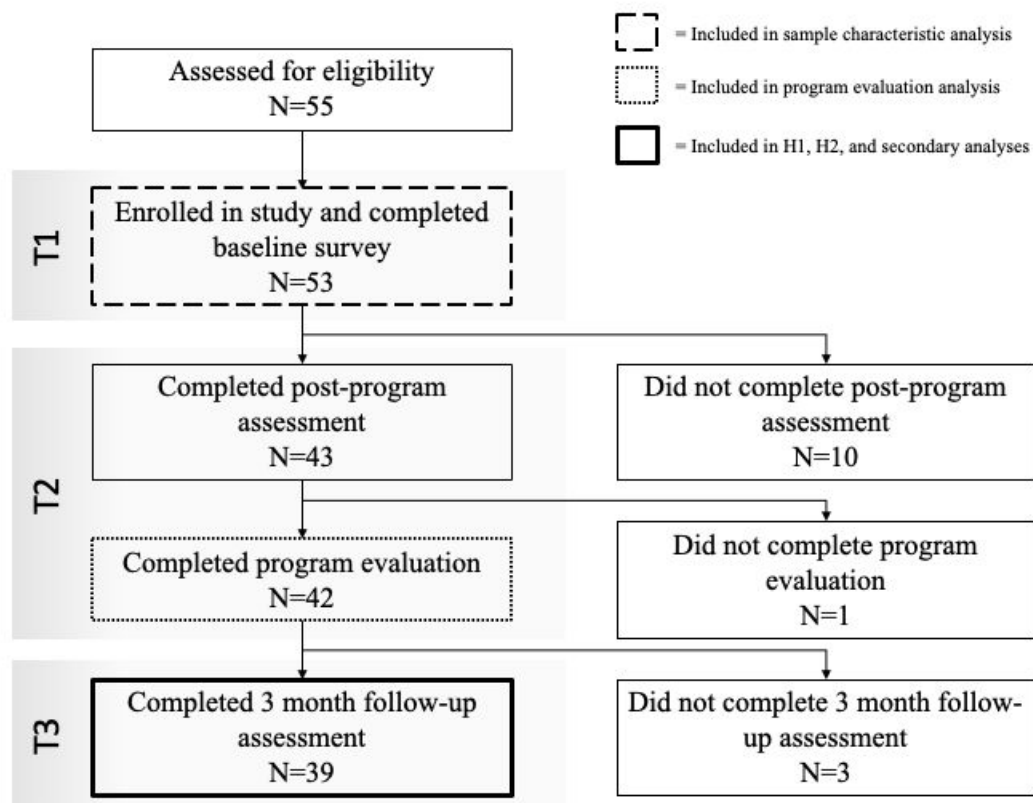 Assessed for eligibility
N=55
= Included in sample characteristic analysis
= Included in program evaluation analysis
= Included in H1, H2, and secondary analyses
T1
Enrolled in study and completed
baseline survey
N=53
T2
Completed post-program
assessment
N=43
Did not complete post-program
assessment
N=10
Completed program evaluation
N=42
Did not complete program
evaluation
N=1
T3
Completed 3 month follow-up
assessment
N=39
Did not complete 3 month follow-
up assessment
N=3